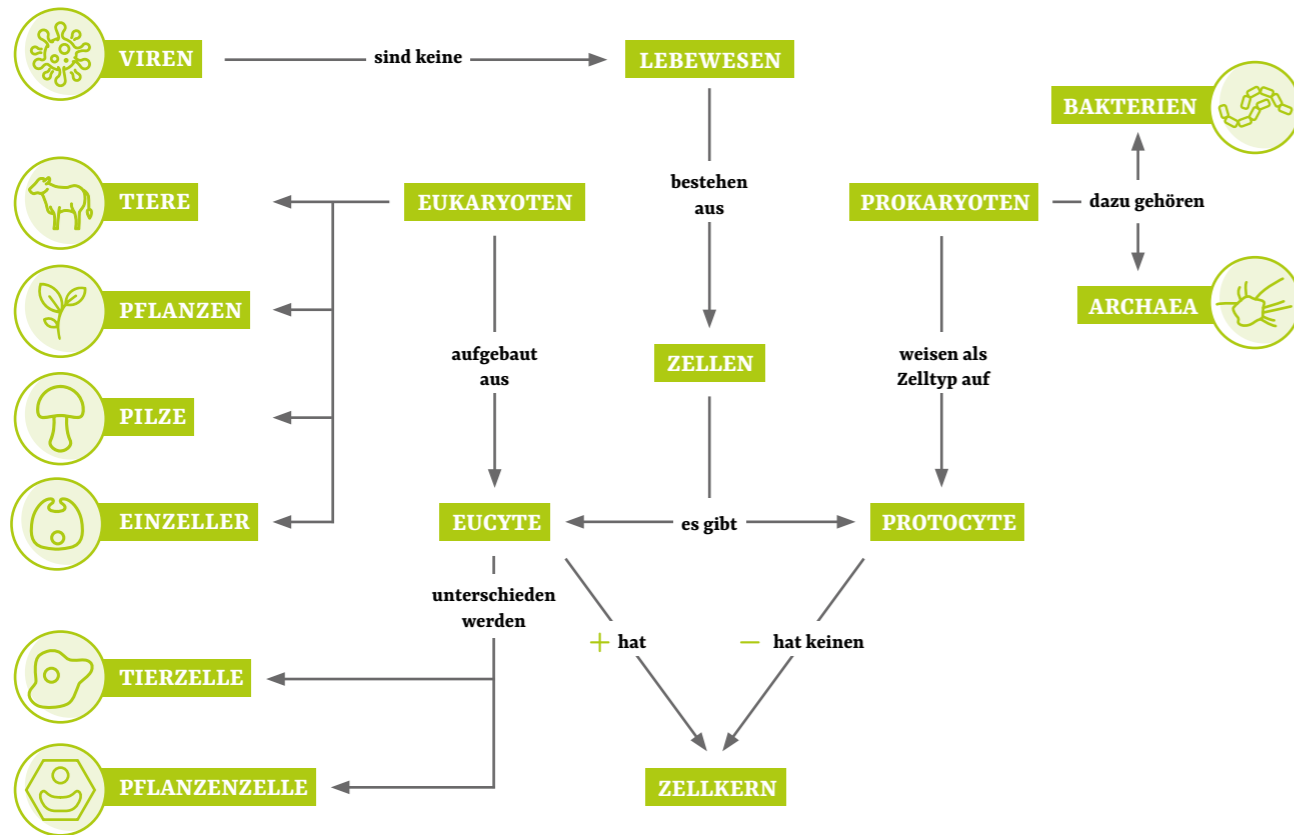 VIREN
sind keine
LEBEWESEN
BAKTERIEN
TIERE
EUKARYOTEN
bestehen
aus
PROKARYOTEN
dazu gehören
PFLANZEN
ARCHAEA
aufgebaut
aus
ZELLEN
weisen als
Zelltyp auf
PILZE
EINZELLER
EUCYTE
es gibt
PROTOCYTE
unterschieden
werden
+ hat
− hat keinen
TIERZELLE
PFLANZENZELLE
ZELLKERN